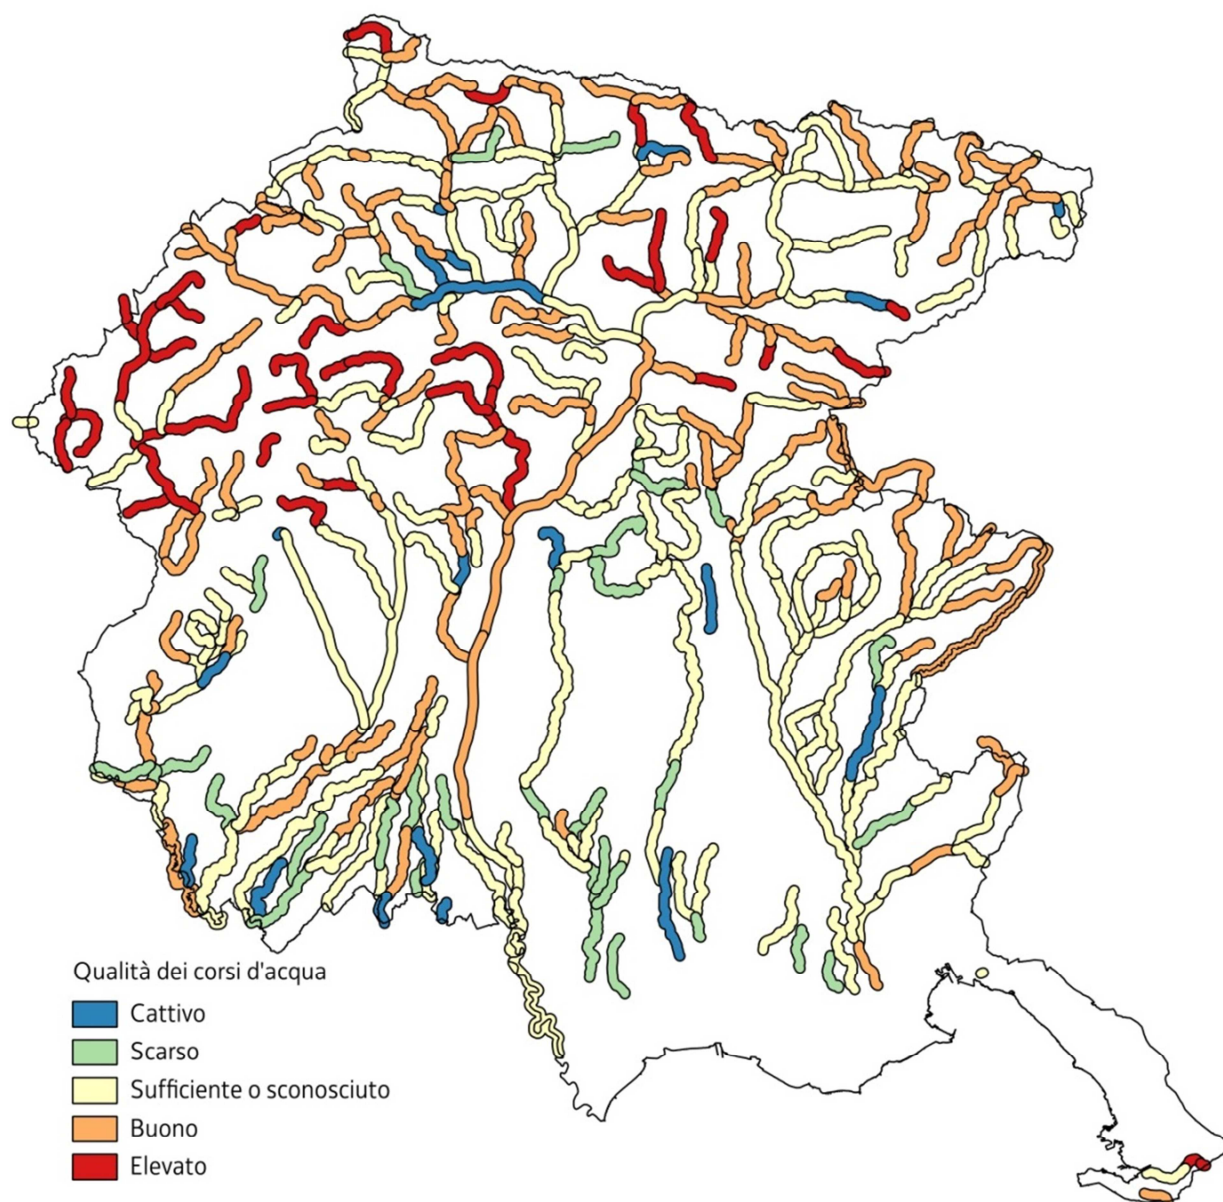 Qualità dei corsi d'acqua
Cattivo
Scarso
Sufficiente o sconosciuto
Buono
Elevato